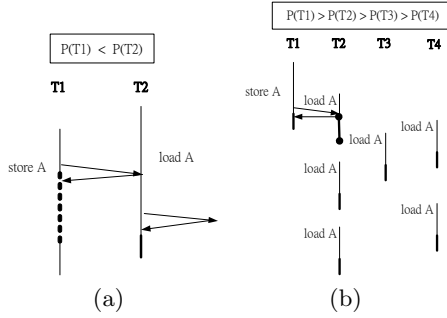 P(T1) < P(T2)
T1 T2
store A
load A
(a)
P(T1) > P(T2) > P(T3) > P(T4)
T1 T2 T3 T4
store A
load A
load A
load A
load A
load A
load A
(b)